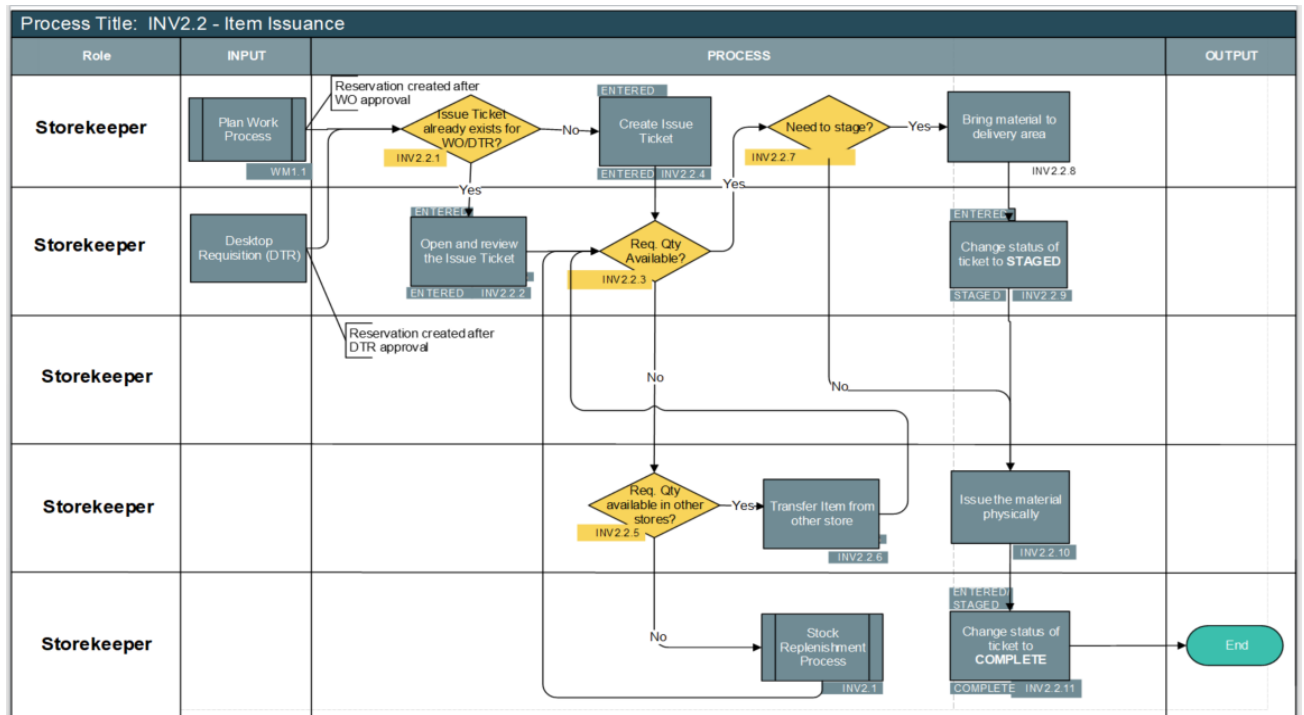 Process Title: INV2.2 - Item Issuance
Role
INPUT
PROCESS
OUTPUT
Storekeeper
Plan Work
Process
WM1.1
Reservation created after
WO approval
Issue Ticket
already exists for
WO/DTR?
INV2.2.1
No
ENTERED
Create Issue
Ticket
ENTERED INV2.2.4
Need to stage?
INV2.2.7
Yes
Bring material to
delivery area
INV2.2.8
Yes
Yes
Storekeeper
Desktop
Requisition (DTR)
ENTERED
Open and review
the Issue Ticket
ENTERED INV2.2.2
Req. Qty
Available?
INV2.2.3
ENTERED
Change status of
ticket to STAGED
STAGED INV2.2.9
Reservation created after
DTR approval
Storekeeper
No
No
Storekeeper
Req. Qty
available in other
stores?
INV2.2.5
Yes
Transfer Item from
other store
INV2.2.6
Issue the material
physically
INV2.2.10
Storekeeper
No
Stock
Replenishment
Process
INV2.1
ENTERED/
STAGED
Change status of
ticket to
COMPLETE
COMPLETE INV2.2.11
End